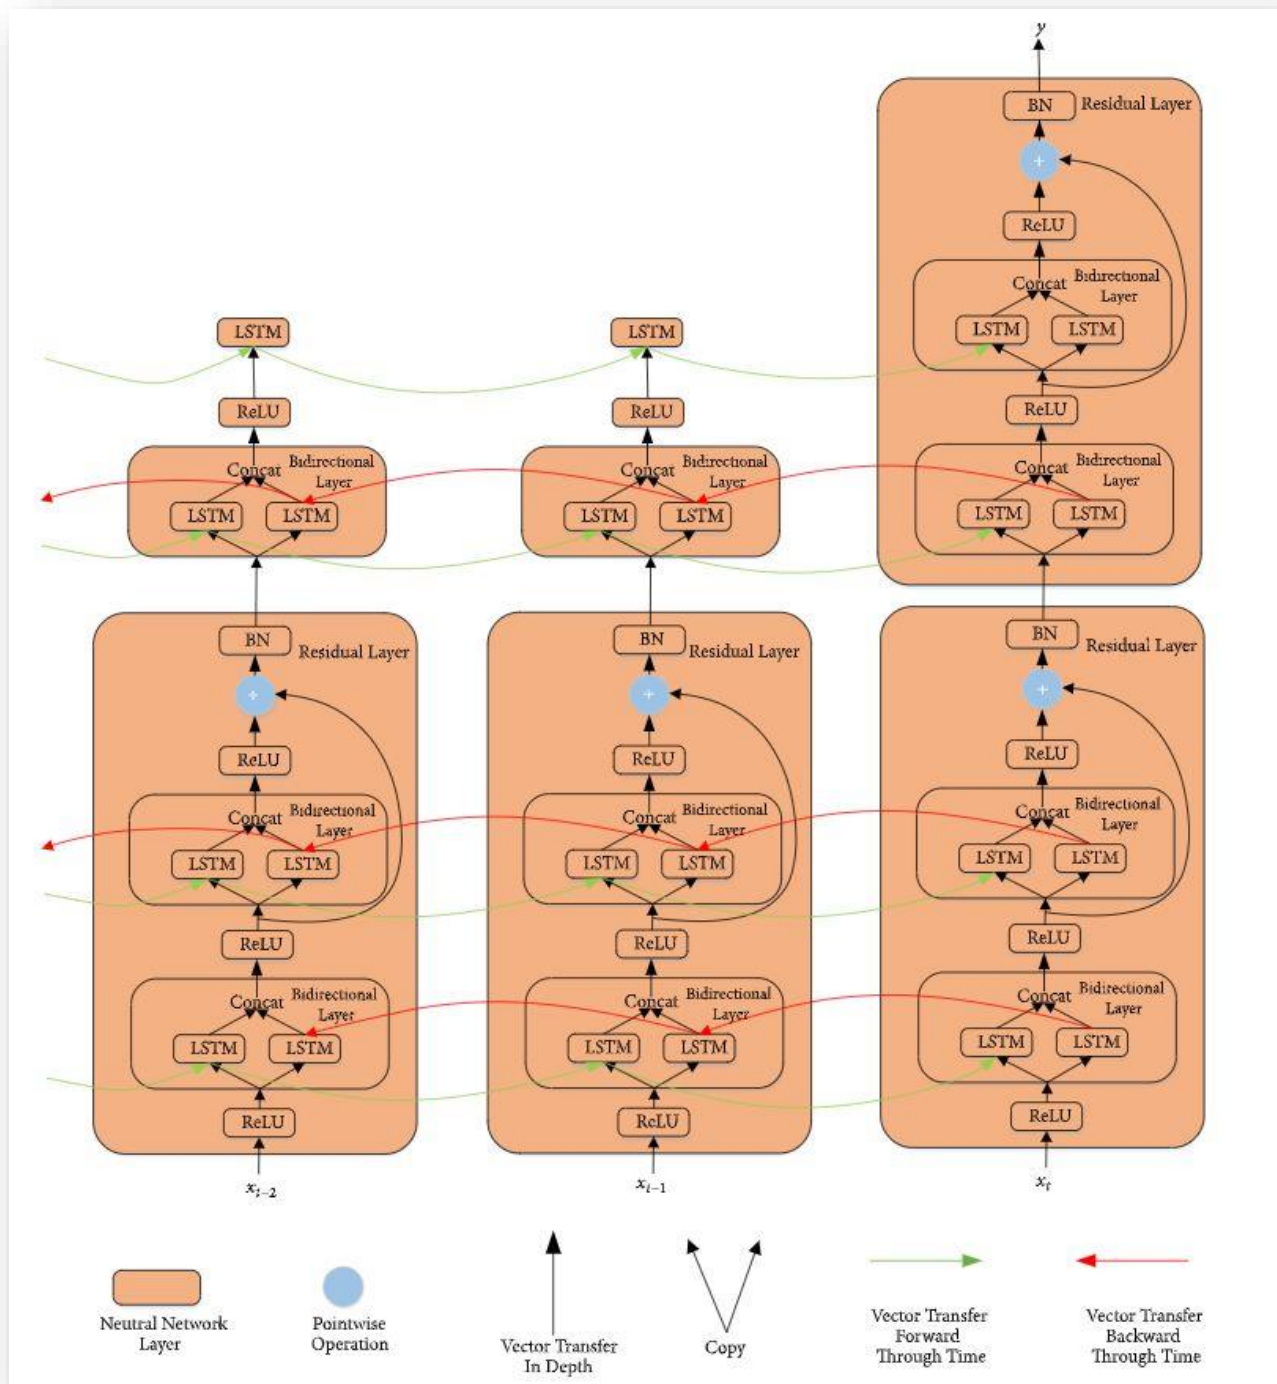 y
BN Residual Layer
+
ReLU
Concat Bidirectional
Layer
LSTM LSTM LSTM LSTM
ReLU ReLU ReLU
Concat Bidirectional Concat Bidirectional Concat Bidirectional
Layer Layer Layer
LSTM LSTM LSTM LSTM LSTM LSTM
BN Residual Layer BN Residual Layer BN Residual Layer
+ + +
ReLU ReLU ReLU
Concat Bidirectional Concat Bidirectional Concat Bidirectional
Layer Layer Layer
LSTM LSTM LSTM LSTM LSTM LSTM
ReLU ReLU ReLU
Concat Bidirectional Concat Bidirectional Concat Bidirectional
Layer Layer Layer
LSTM LSTM LSTM LSTM LSTM LSTM
ReLU ReLU ReLU
xt−2 xt−1 xt
Neutral Network
Layer
Pointwise
Operation
Vector Transfer
In Depth
Copy
Vector Transfer
Forward
Through Time
Vector Transfer
Backward
Through Time